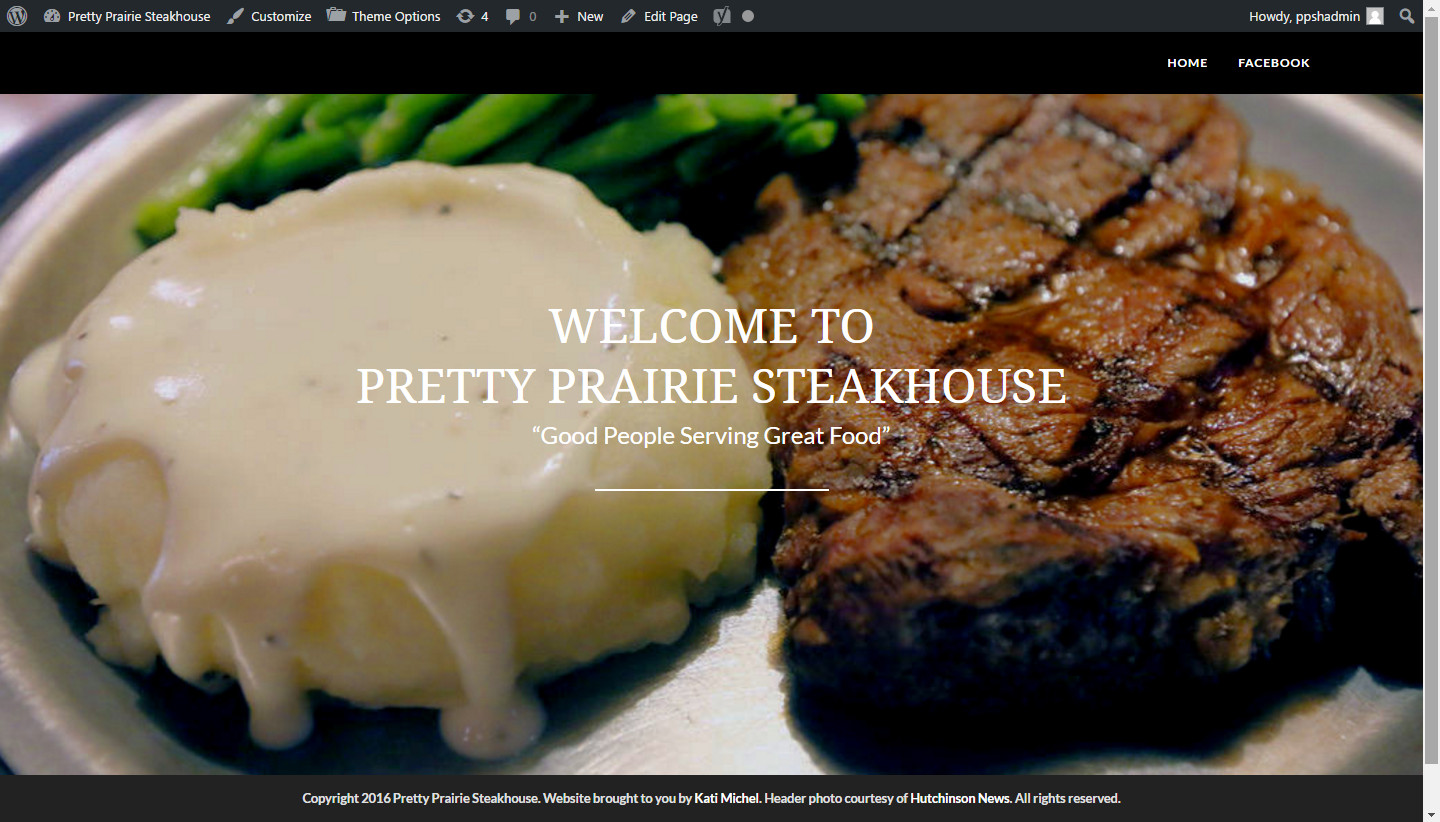 Pretty Prairie Steakhouse Customize Theme Options 4 0 New Edit Page Howdy, ppshadmin
HOME FACEBOOK
WELCOME TO
PRETTY PRAIRIE STEAKHOUSE
“Good People Serving Great Food”
Copyright 2016 Pretty Prairie Steakhouse. Website brought to you by Kati Michel. Header photo courtesy of Hutchinson News. All rights reserved.